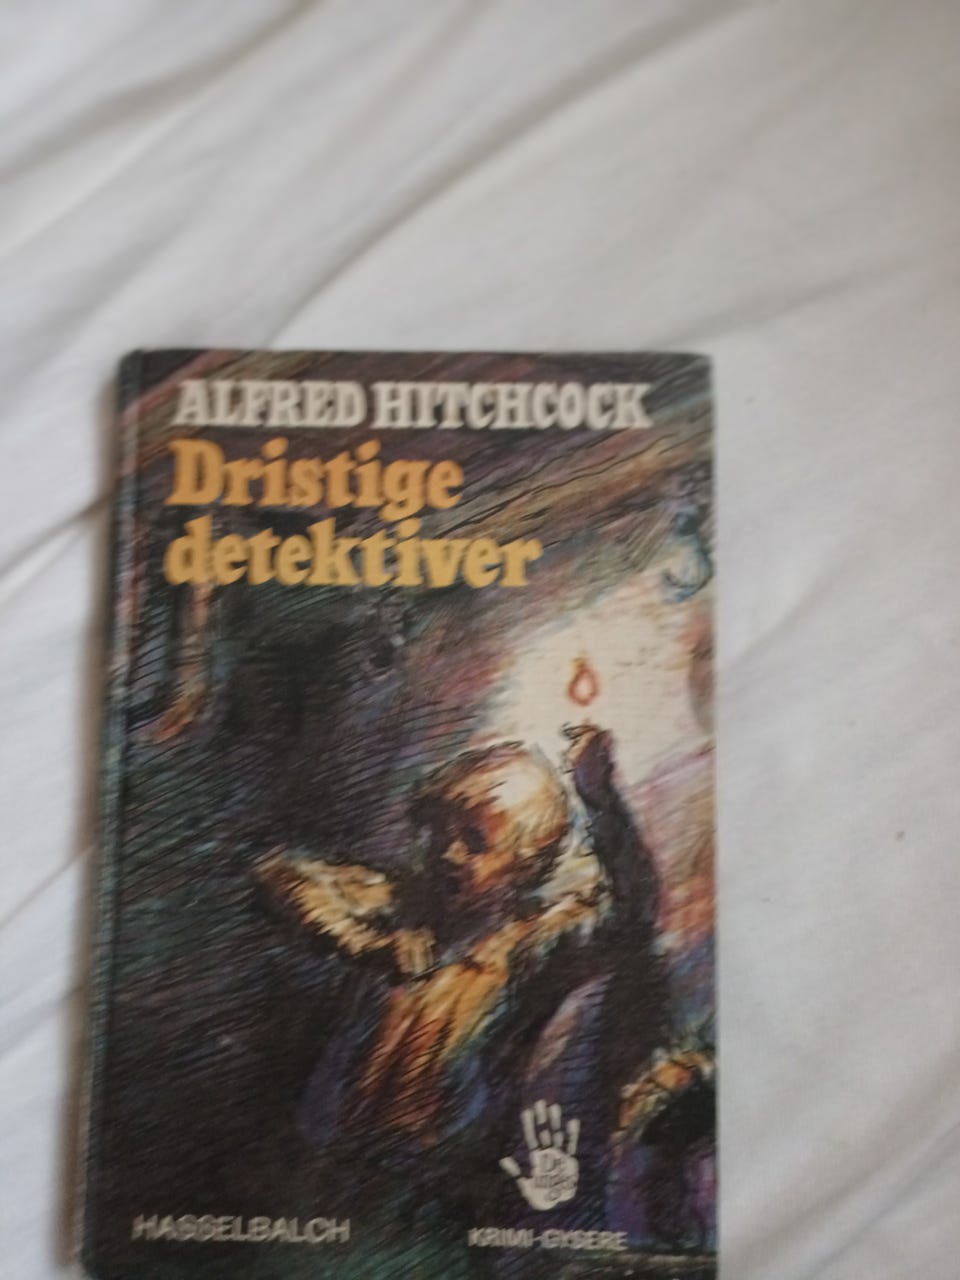 ALFRED HITCHCOCK
Dristige
detektiver
HASSELBALCH
KRIMI-GYSERE